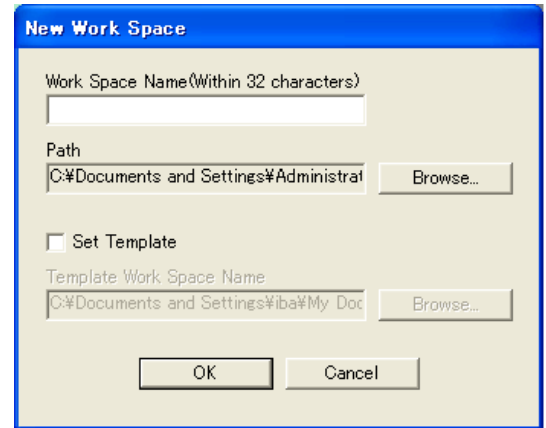 New Work Space
Work Space Name(Within 32 characters)
Path
C:¥Documents and Settings¥Administrat
Browse...
Set Template
Template Work Space Name
C:¥Documents and Settings¥iba¥My Doc
Browse...
OK
Cancel